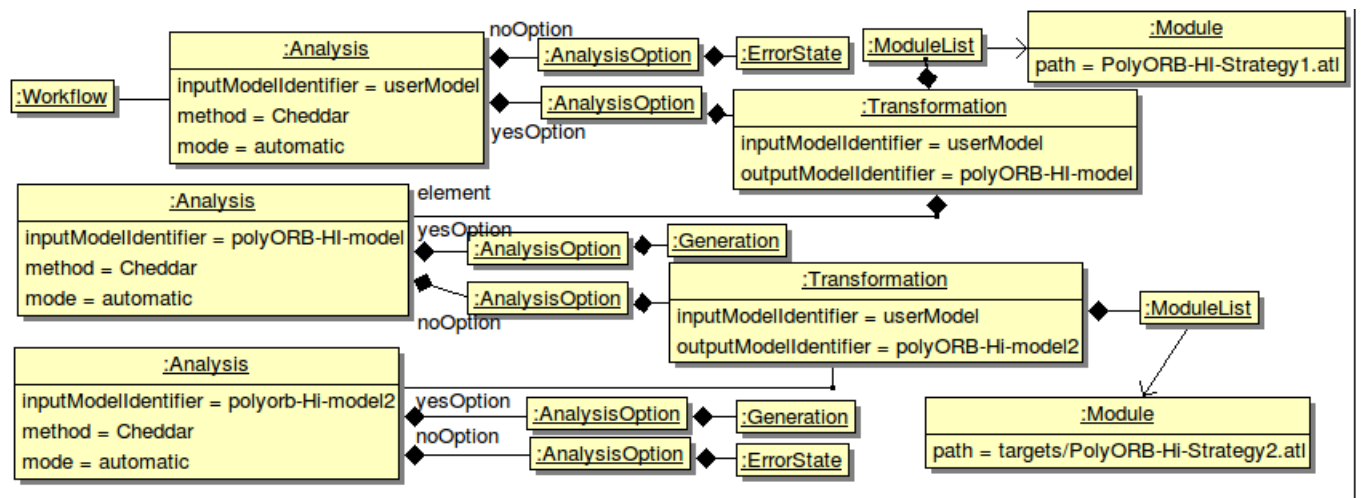 noOption
:Analysis
:AnalysisOption
:ErrorState
:ModuleList
:Module
path = PolyORB-HI-Strategy1.atl
:Workflow
inputModelIdentifier = userModel
method = Cheddar
mode = automatic
:AnalysisOption
yesOption
:Transformation
inputModelIdentifier = userModel
outputModelIdentifier = polyORB-HI-model
element
:Analysis
inputModelIdentifier = polyORB-HI-model
method = Cheddar
mode = automatic
yesOption
:AnalysisOption
:Generation
:AnalysisOption
noOption
:Transformation
inputModelIdentifier = userModel
outputModelIdentifier = polyORB-Hi-model2
:ModuleList
:Analysis
inputModelIdentifier = polyorb-Hi-model2
method = Cheddar
mode = automatic
yesOption
:AnalysisOption
:Generation
noOption
:AnalysisOption
:ErrorState
:Module
path = targets/PolyORB-Hi-Strategy2.atl